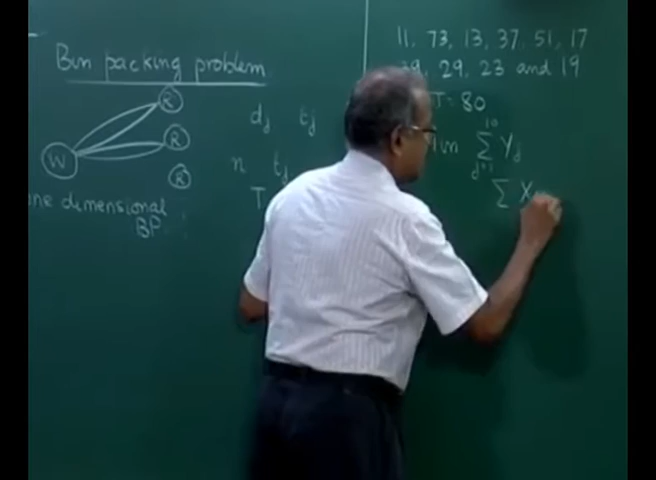 Bin packing problem
R
R
W
R
one dimensional
BP
dj tj
n tj
T
11, 73, 13, 37, 51, 17
29, 23 and 19
T = 80
10
Σ Yj
j=1
Σ X